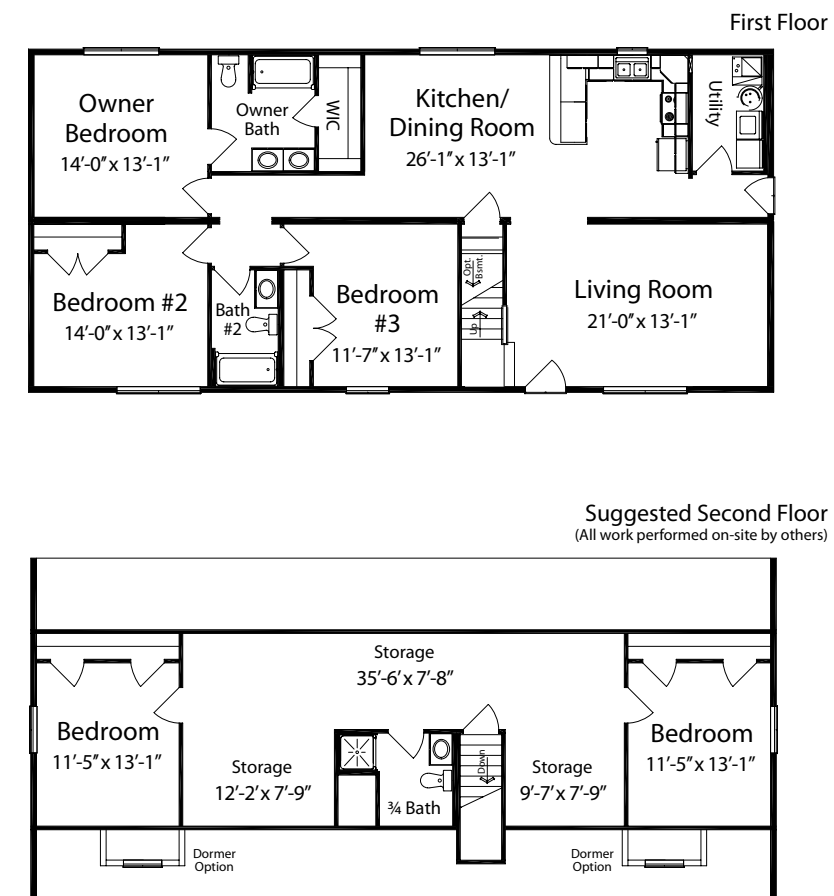 First Floor
Owner
Bedroom
14'-0" x 13'-1"
Owner
Bath
WIC
Kitchen/
Dining Room
26'-1" x 13'-1"
Utility
Bedroom #2
14'-0" x 13'-1"
Bath
#2
Bedroom
#3
11'-7" x 13'-1"
Opt.
Bsmt.
Up
Living Room
21'-0" x 13'-1"
Suggested Second Floor
(All work performed on-site by others)
Storage
35'-6' x 7'-8"
Bedroom
11'-5" x 13'-1"
Storage
12'-2' x 7'-9"
¾ Bath
Down
Storage
9'-7' x 7'-9"
Bedroom
11'-5" x 13'-1"
Dormer
Option
Dormer
Option